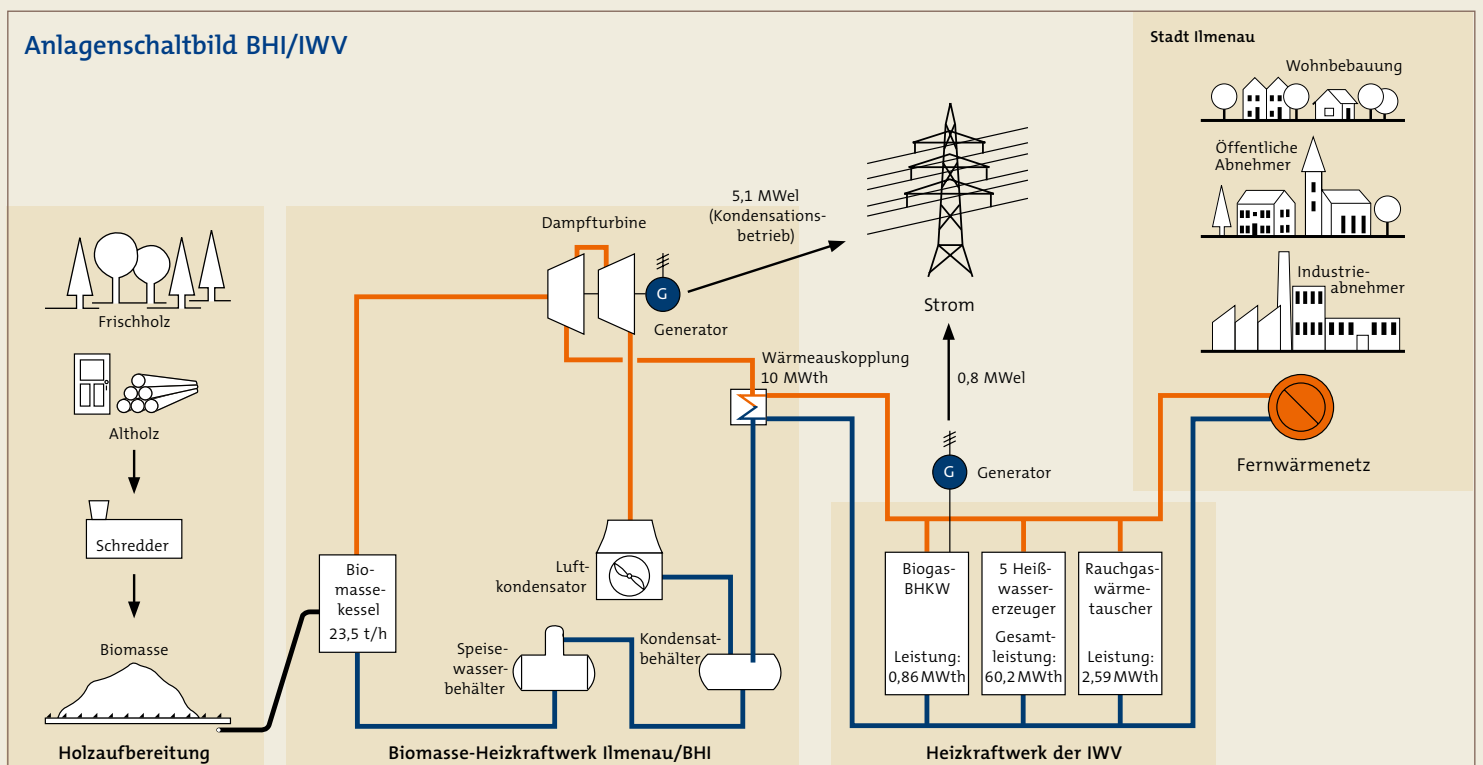 Anlagenschaltbild BHI/IWV
Stadt Ilmenau
Wohnbebauung
Öffentliche
Abnehmer
Industrie-
abnehmer
Fernwärmenetz
Frischholz
Altholz
Schredder
Biomasse
Holzaufbereitung
Dampfturbine
G
Generator
5,1 MWel
(Kondensations-
betrieb)
Strom
Wärmeauskopplung
10 MWth
0,8 MWel
G
Generator
Luft-
kondensator
Bio-
masse-
kessel
23,5 t/h
Speise-
wasser-
behälter
Kondensat-
behälter
Biomasse-Heizkraftwerk Ilmenau/BHI
Biogas-
BHKW
Leistung:
0,86 MWth
5 Heiß-
wasser-
erzeuger
Gesamt-
leistung:
60,2 MWth
Rauchgas-
wärme-
tauscher
Leistung:
2,59 MWth
Heizkraftwerk der IWV